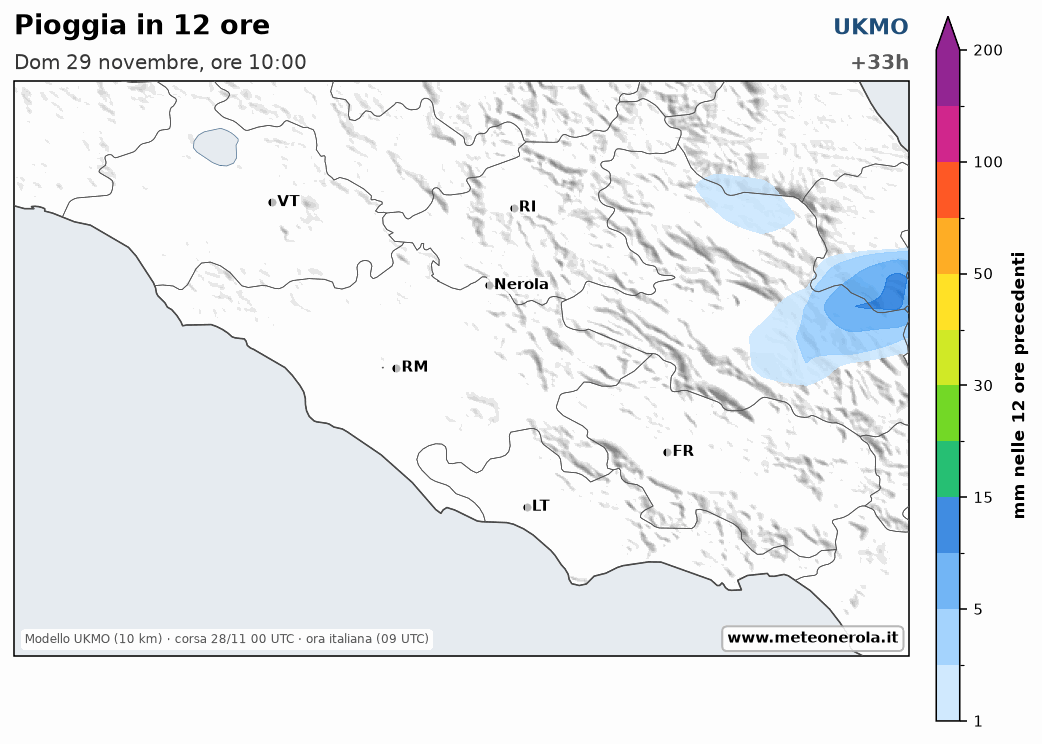 Pioggia in 12 ore
UKMO
Dom 29 novembre, ore 10:00
+33h
VT
RI
Nerola
RM
FR
LT
Modello UKMO (10 km) · corsa 28/11 00 UTC · ora italiana (09 UTC)
www.meteonerola.it
200
100
50
30
15
5
1
mm nelle 12 ore precedenti